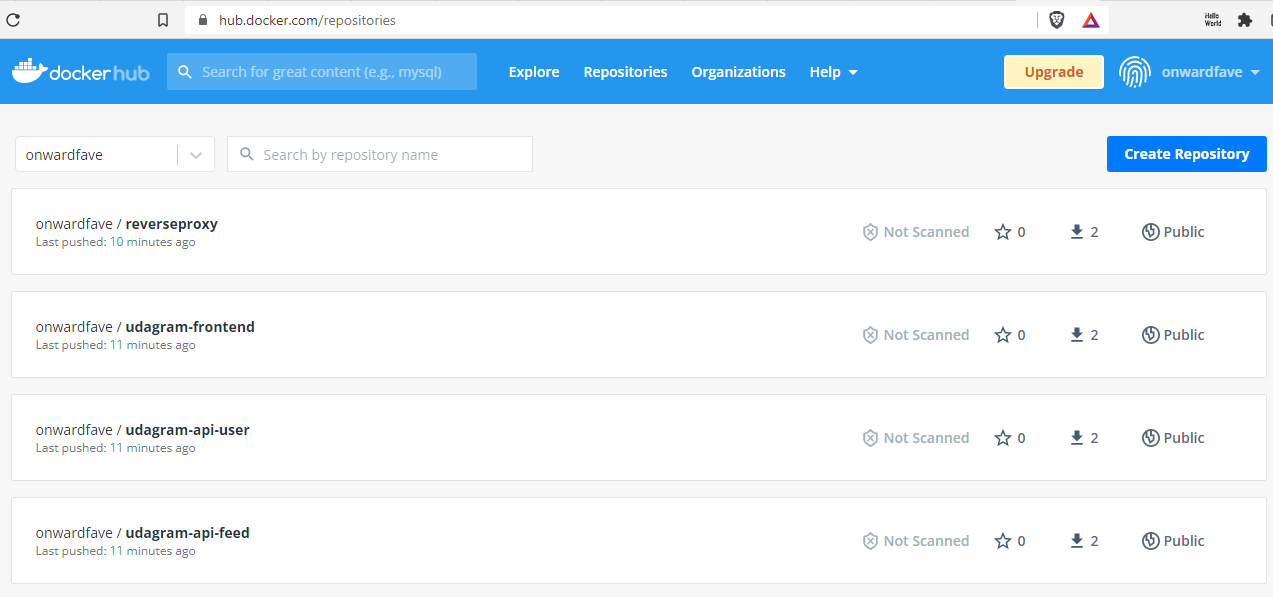 hub.docker.com/repositories
Hello World
docker hub Search for great content (e.g., mysql) Explore Repositories Organizations Help Upgrade onwardfave
onwardfave Search by repository name Create Repository
onwardfave / reverseproxy
Last pushed: 10 minutes ago
Not Scanned 0 2 Public
onwardfave / udagram-frontend
Last pushed: 11 minutes ago
Not Scanned 0 2 Public
onwardfave / udagram-api-user
Last pushed: 11 minutes ago
Not Scanned 0 2 Public
onwardfave / udagram-api-feed
Last pushed: 11 minutes ago
Not Scanned 0 2 Public